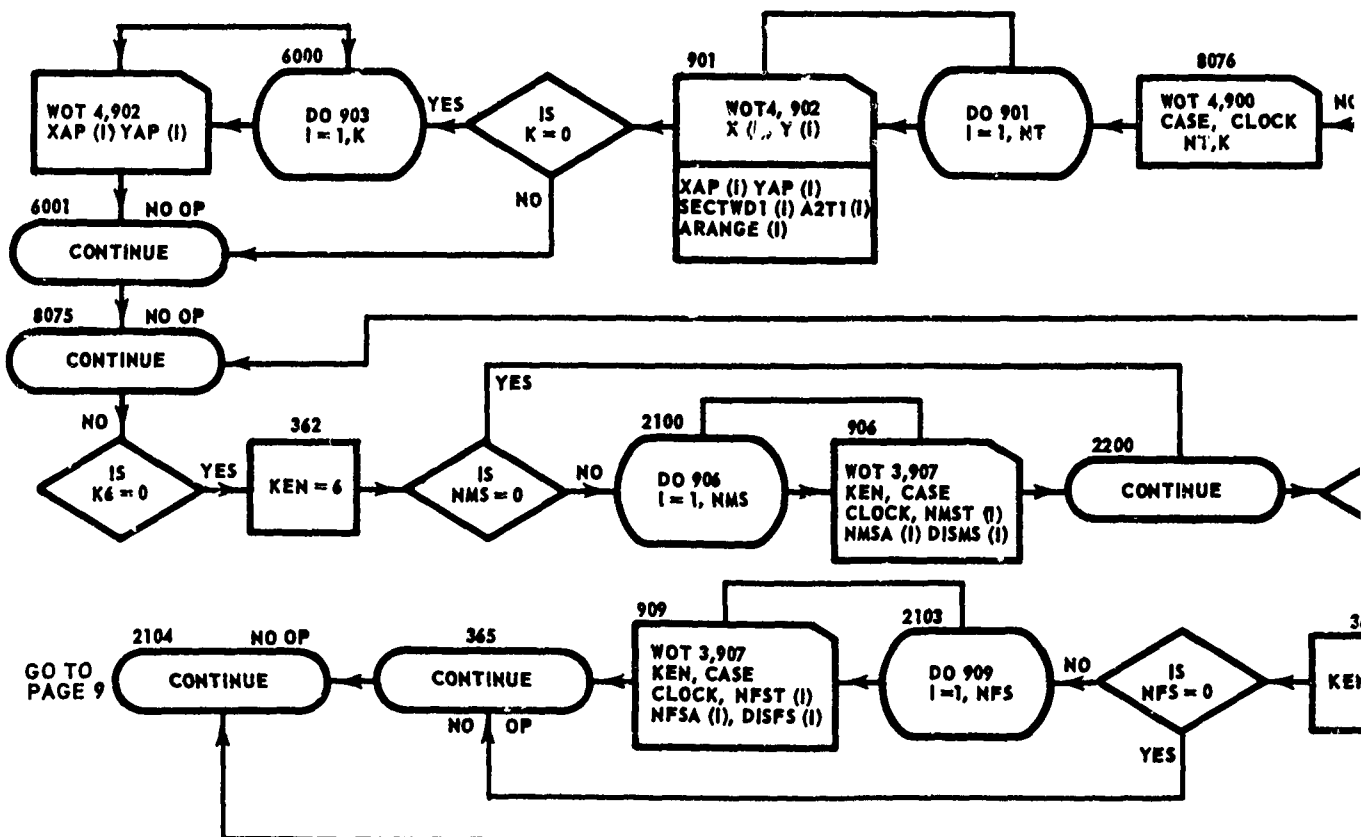 6000
901
8076
WOT 4,902
XAP (I) YAP (I)
DO 903
I = 1, K
YES
IS
K = 0
NO
WOT4, 902
X Y (I)
XAP (I) YAP (I)
SECTWD1 (I) A2T1 (I)
ARANGE (I)
DO 901
I = 1, NT
WOT 4,900
CASE, CLOCK
NT, K
6001
NO OP
CONTINUE
8075
NO OP
CONTINUE
NO
IS
K6 = 0
YES
362
KEN = 6
YES
IS
NMS = 0
NO
2100
DO 906
I = 1, NMS
906
WOT 3,907
KEN, CASE
CLOCK, NMST (I)
NMSA (I) DISMS (I)
2200
CONTINUE
GO TO
PAGE 9
2104
NO OP
CONTINUE
365
CONTINUE
NO OP
909
WOT 3,907
KEN, CASE
CLOCK, NFST (I)
NFSA (I), DISFS (I)
2103
DO 909
I =1, NFS
NO
IS
NFS = 0
YES
KEN